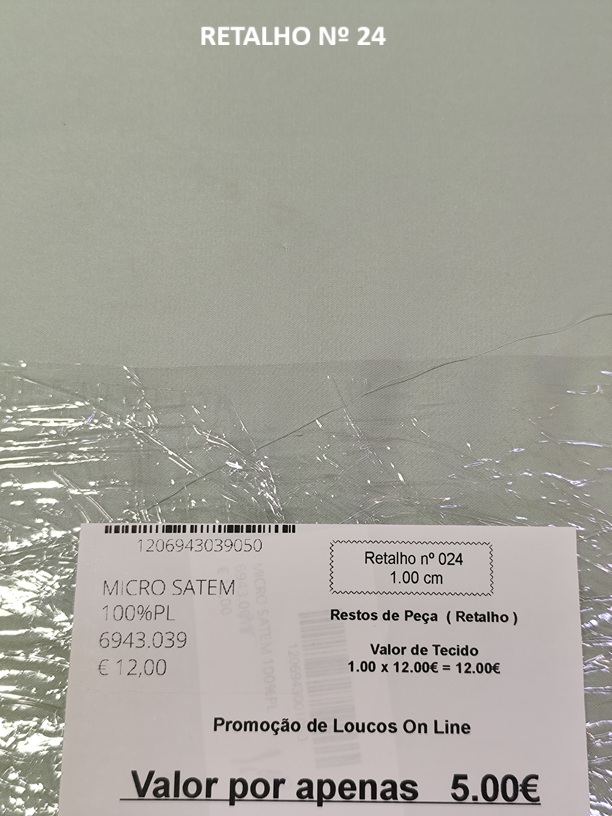 RETALHO Nº 24
1206943039050
MICRO SATEM
100%PL
6943.039
€ 12,00
Retalho nº 024
1.00 cm
Restos de Peça ( Retalho )
Valor de Tecido
1.00 x 12.00€ = 12.00€
Promoção de Loucos On Line
Valor por apenas 5.00€